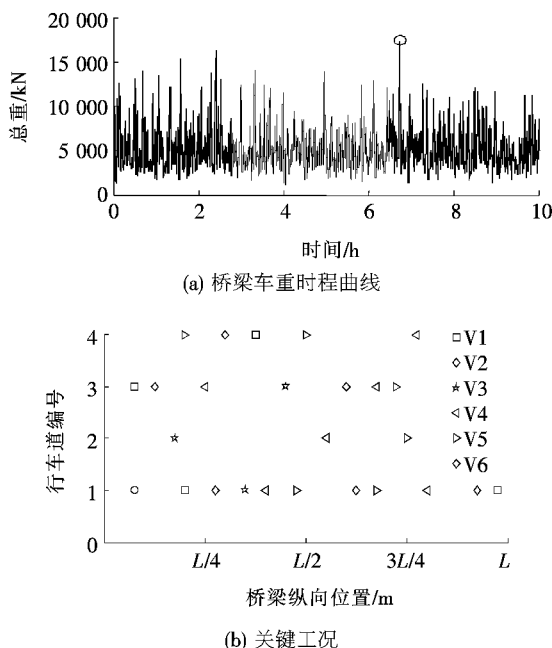 20 000
15 000
10 000
5 000
0
总重/kN
0 2 4 6 8 10
时间/h
(a) 桥梁车重时程曲线
4
3
2
1
0
行车道编号
V1
V2
V3
V4
V5
V6
L/4 L/2 3L/4 L
桥梁纵向位置/m
(b) 关键工况